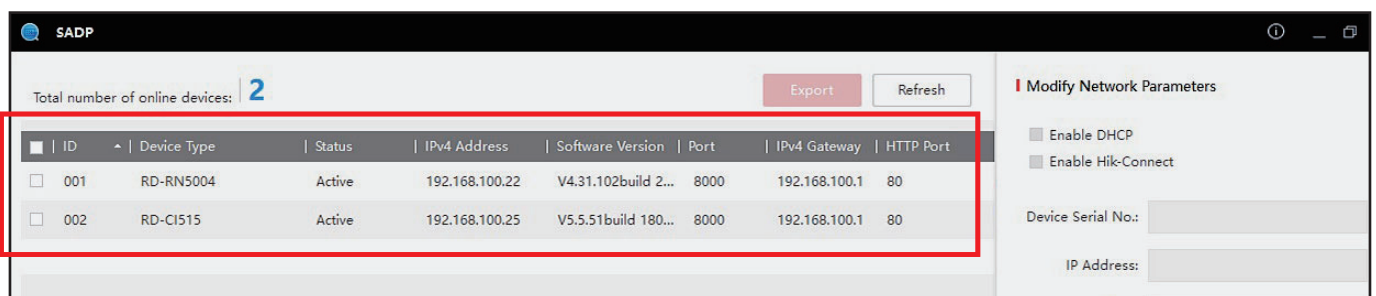 SADP
Total number of online devices: 2
Export
Refresh
ID Device Type Status IPv4 Address Software Version Port IPv4 Gateway HTTP Port
001 RD-RN5004 Active 192.168.100.22 V4.31.102build 2... 8000 192.168.100.1 80
002 RD-CI515 Active 192.168.100.25 V5.5.51build 180... 8000 192.168.100.1 80
Modify Network Parameters
Enable DHCP
Enable Hik-Connect
Device Serial No.:
IP Address: